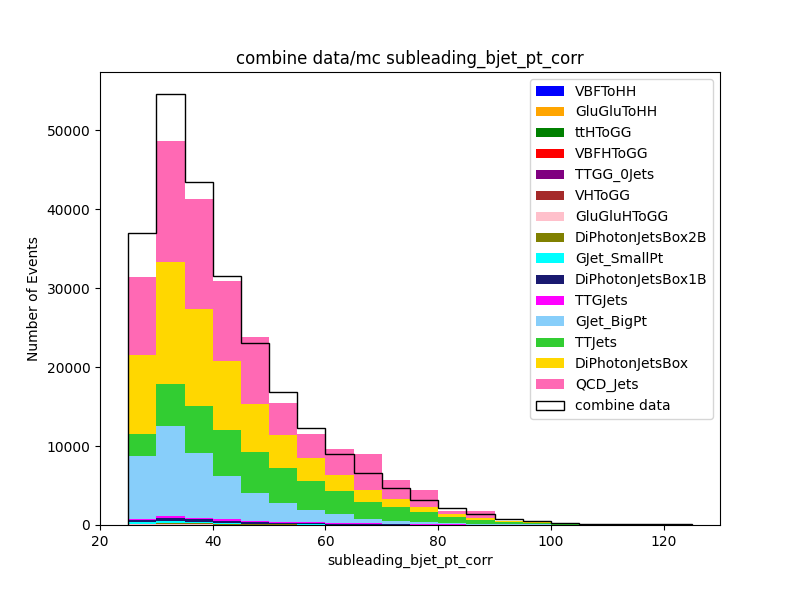 combine data/mc subleading_bjet_pt_corr
Number of Events
50000
40000
30000
20000
10000
0
20
40
60
80
100
120
subleading_bjet_pt_corr
VBFToHH
GluGluToHH
ttHToGG
VBFHToGG
TTGG_0Jets
VHToGG
GluGluHToGG
DiPhotonJetsBox2B
GJet_SmallPt
DiPhotonJetsBox1B
TTGJets
GJet_BigPt
TTJets
DiPhotonJetsBox
QCD_Jets
combine data